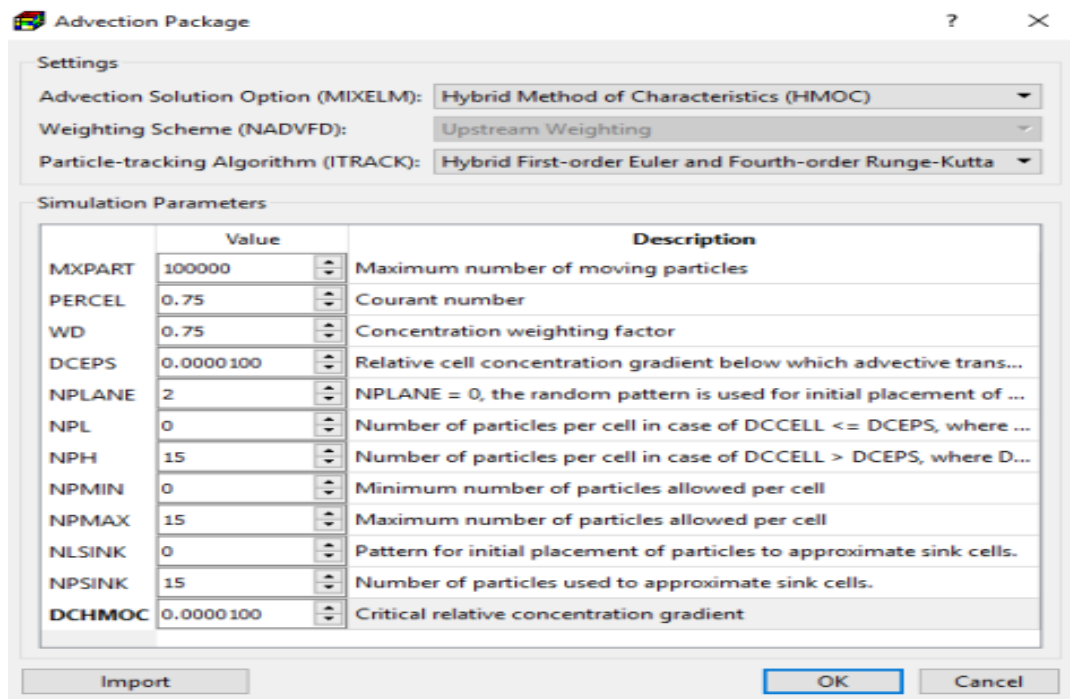 Advection Package ? ×
Settings
Advection Solution Option (MIXELM): Hybrid Method of Characteristics (HMOC)
Weighting Scheme (NADVFD): Upstream Weighting
Particle-tracking Algorithm (ITRACK): Hybrid First-order Euler and Fourth-order Runge-Kutta
Simulation Parameters
Value Description
MXPART 100000 Maximum number of moving particles
PERCEL 0.75 Courant number
WD 0.75 Concentration weighting factor
DCEPS 0.0000100 Relative cell concentration gradient below which advective trans...
NPLANE 2 NPLANE = 0, the random pattern is used for initial placement of ...
NPL 0 Number of particles per cell in case of DCCELL <= DCEPS, where ...
NPH 15 Number of particles per cell in case of DCCELL > DCEPS, where D...
NPMIN 0 Minimum number of particles allowed per cell
NPMAX 15 Maximum number of particles allowed per cell
NLSINK 0 Pattern for initial placement of particles to approximate sink cells.
NPSINK 15 Number of particles used to approximate sink cells.
DCHMOC 0.0000100 Critical relative concentration gradient
Import OK Cancel